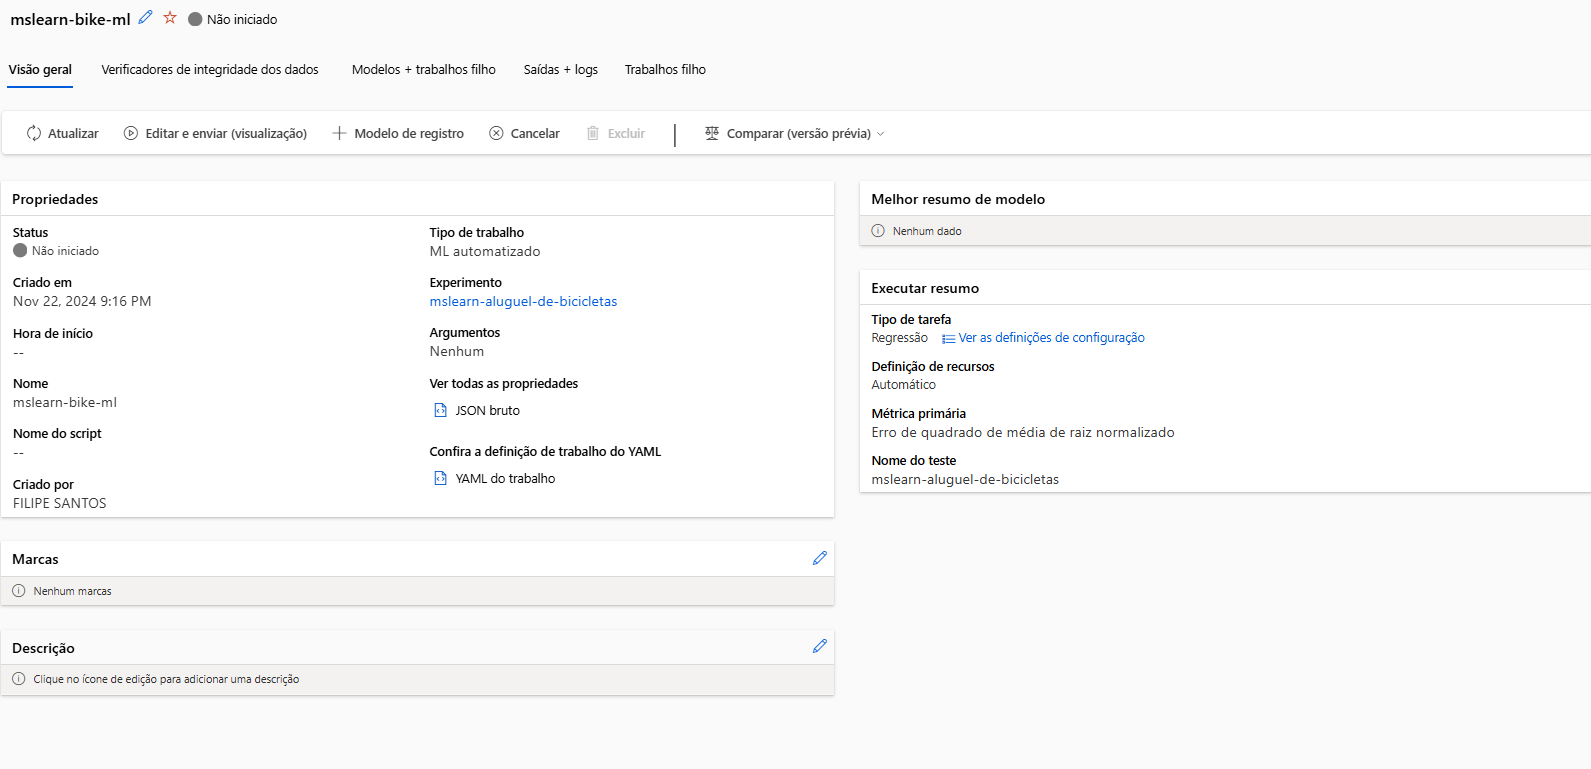 mslearn-bike-ml Não iniciado
Visão geral Verificadores de integridade dos dados Modelos + trabalhos filho Saídas + logs Trabalhos filho
Atualizar Editar e enviar (visualização) Modelo de registro Cancelar Excluir Comparar (versão prévia)
Propriedades
Status
Não iniciado
Criado em
Nov 22, 2024 9:16 PM
Hora de início
--
Nome
mslearn-bike-ml
Nome do script
--
Criado por
FILIPE SANTOS
Tipo de trabalho
ML automatizado
Experimento
mslearn-aluguel-de-bicicletas
Argumentos
Nenhum
Ver todas as propriedades
JSON bruto
Confira a definição de trabalho do YAML
YAML do trabalho
Marcas
Nenhum marcas
Descrição
Clique no ícone de edição para adicionar uma descrição
Melhor resumo de modelo
Nenhum dado
Executar resumo
Tipo de tarefa
Regressão Ver as definições de configuração
Definição de recursos
Automático
Métrica primária
Erro de quadrado de média de raiz normalizado
Nome do teste
mslearn-aluguel-de-bicicletas